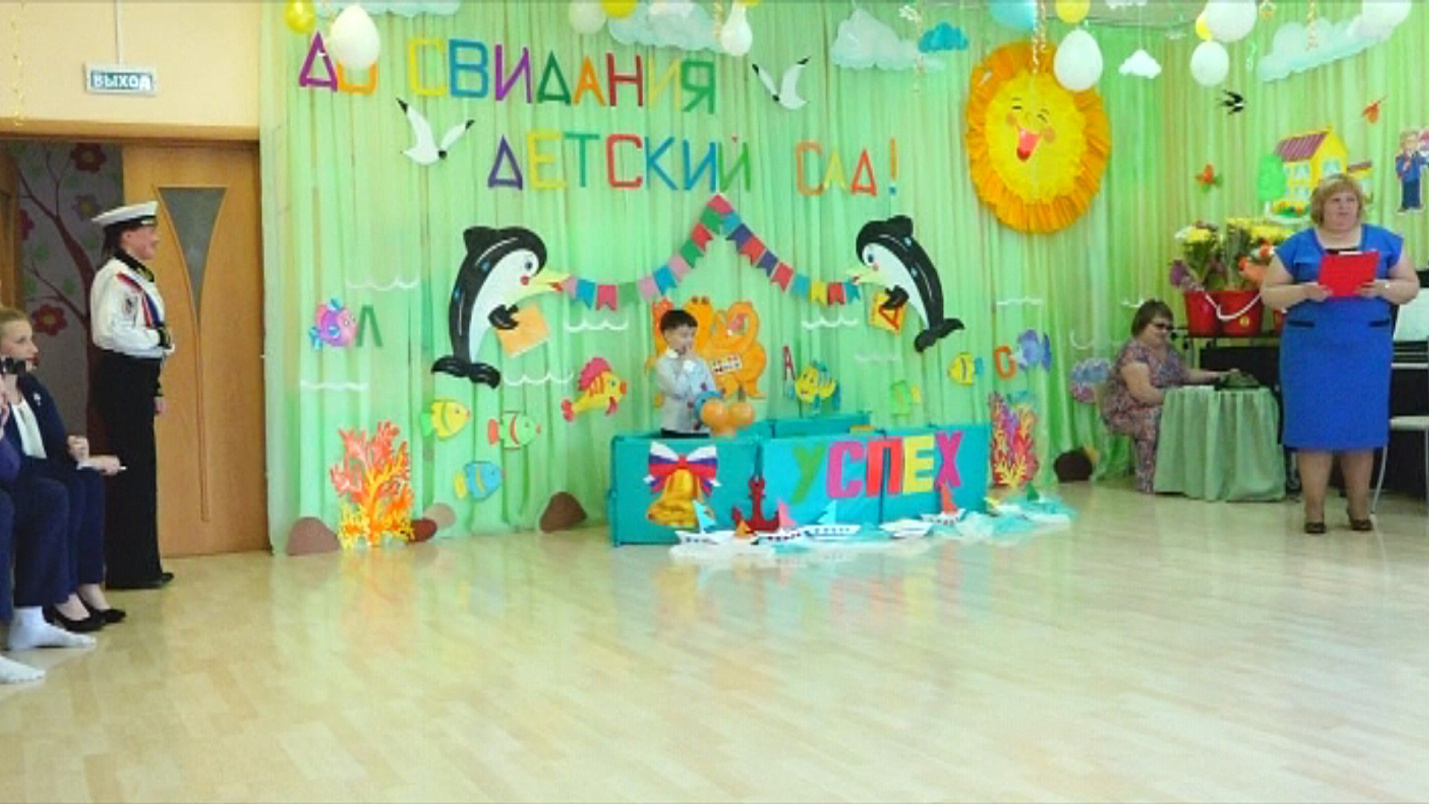 ВЫХОД
ДО СВИДАНИЯ
ДЕТСКИЙ САД!
Л
Д
А
О
УСПЕХ